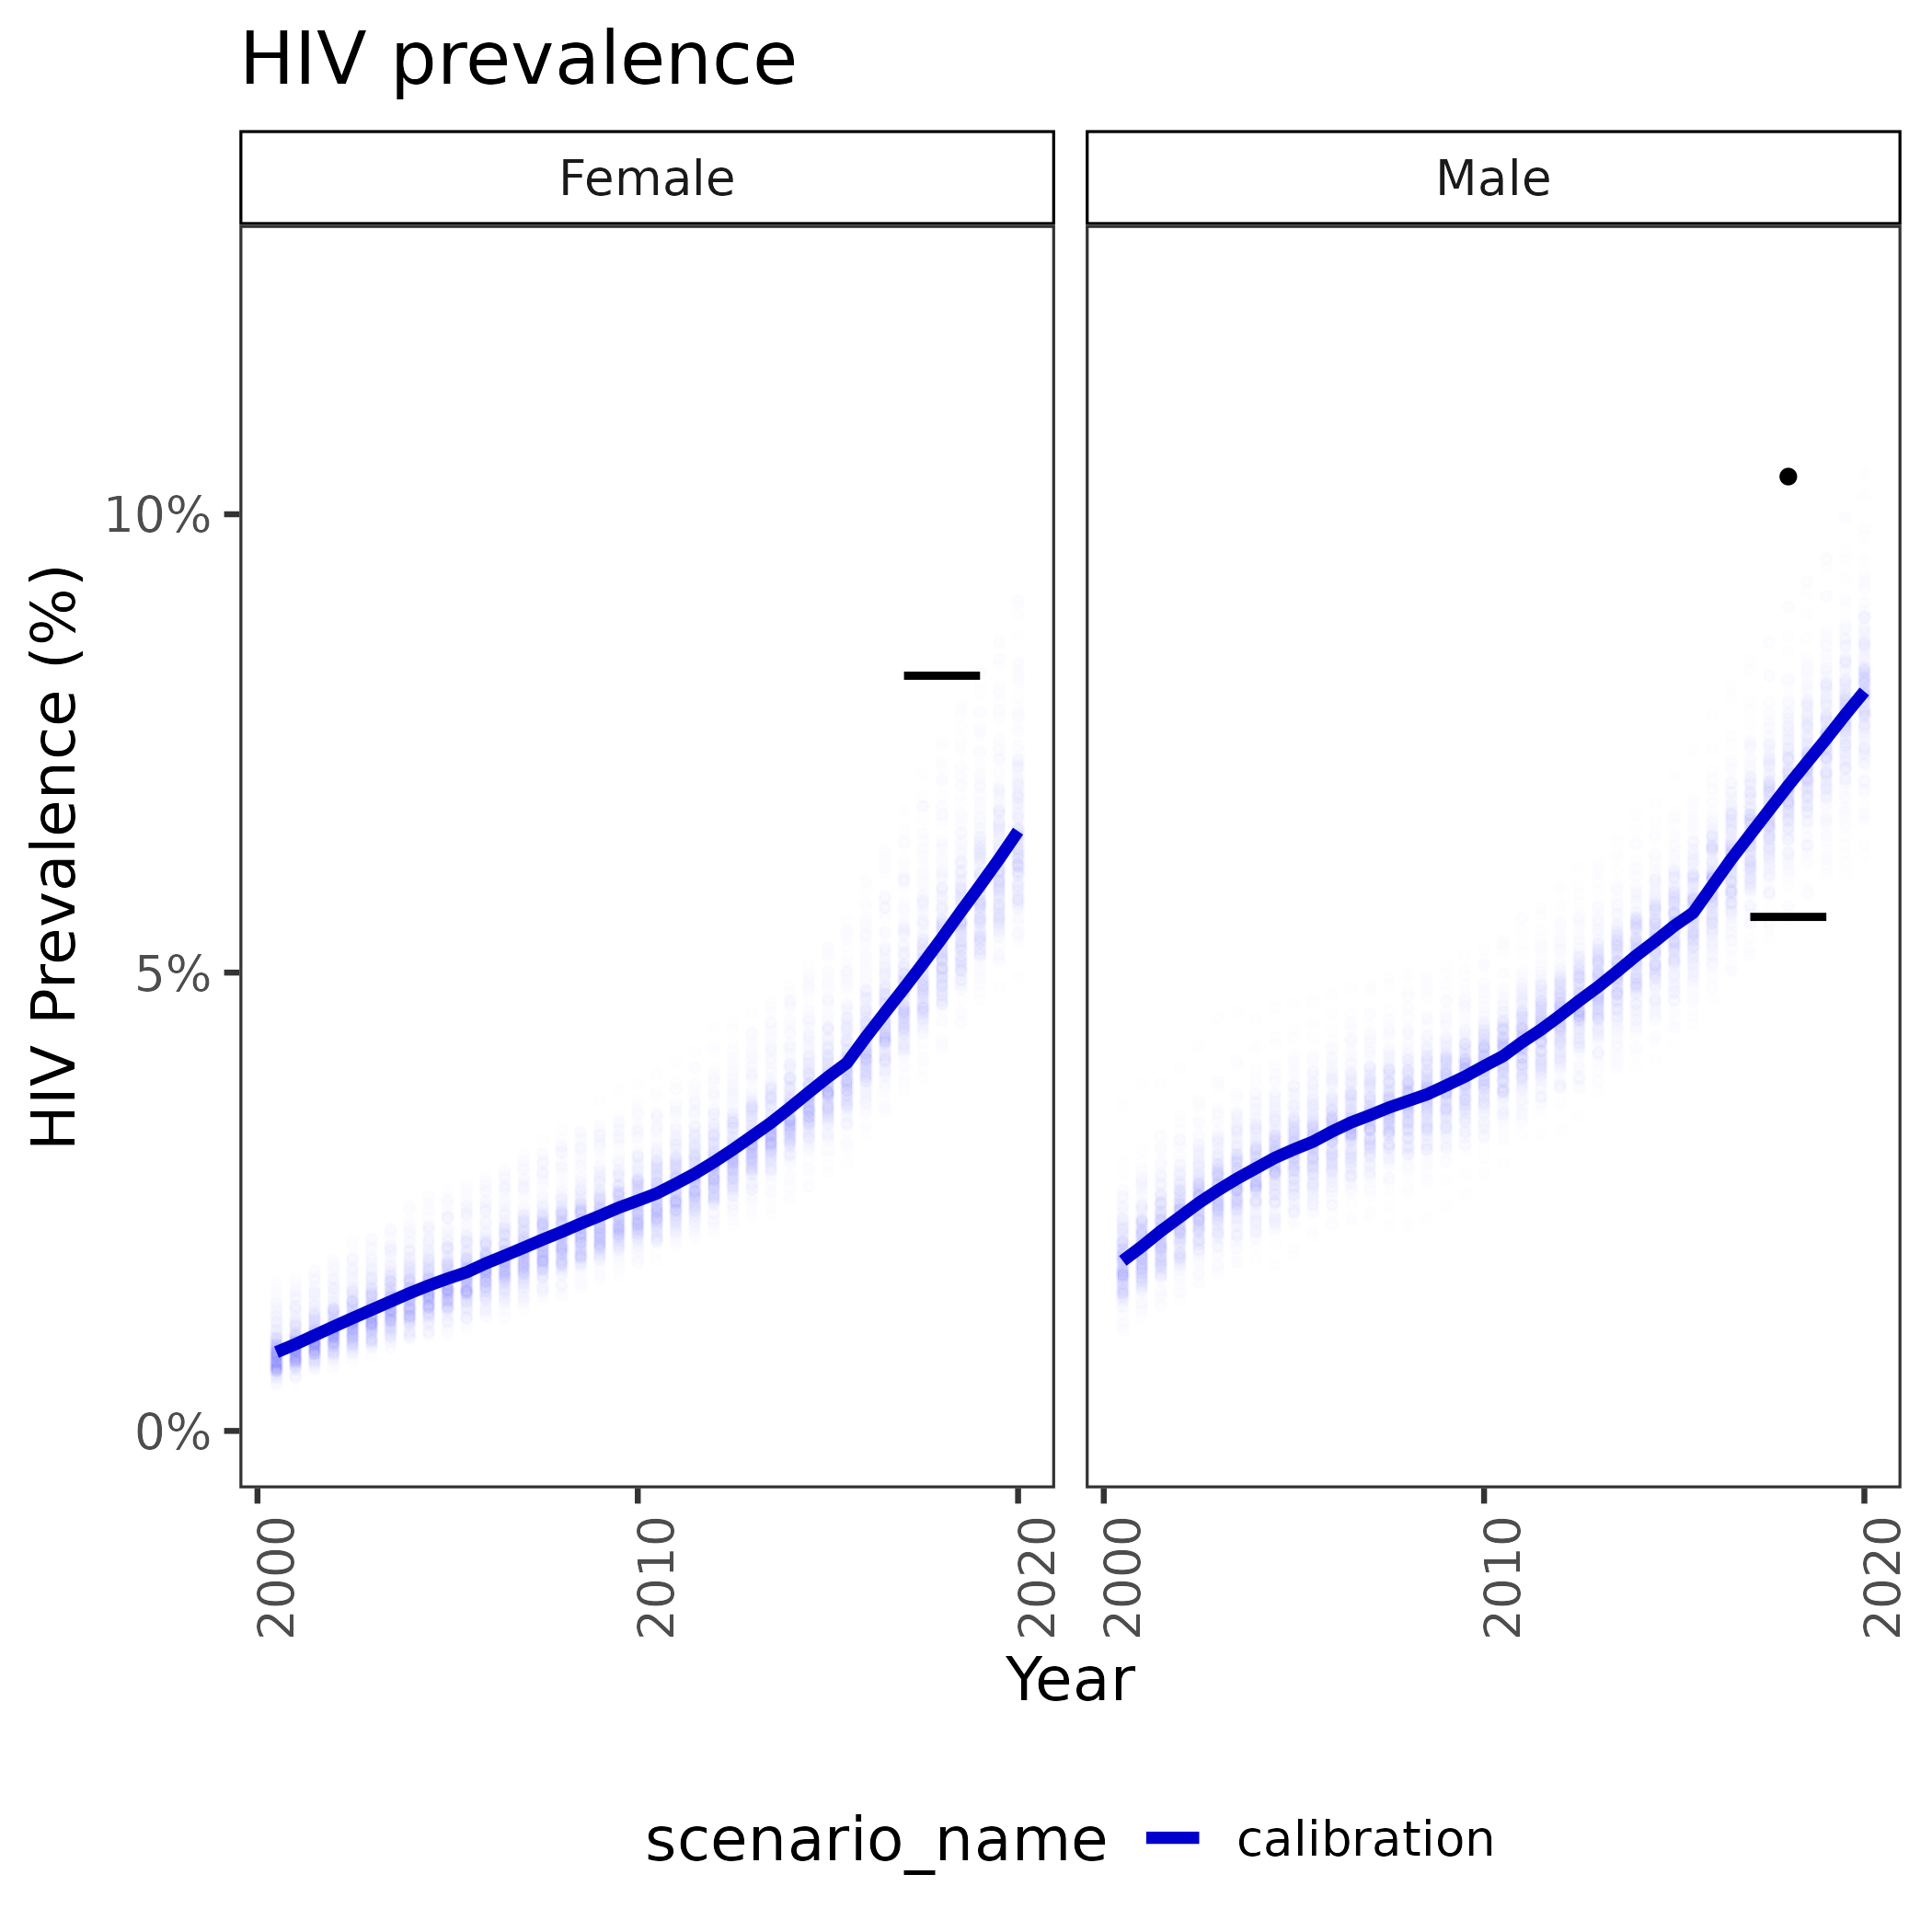 HIV prevalence
Female
Male
HIV Prevalence (%)
10%
5%
0%
2000
2010
2020
2000
2010
2020
Year
scenario_name
calibration